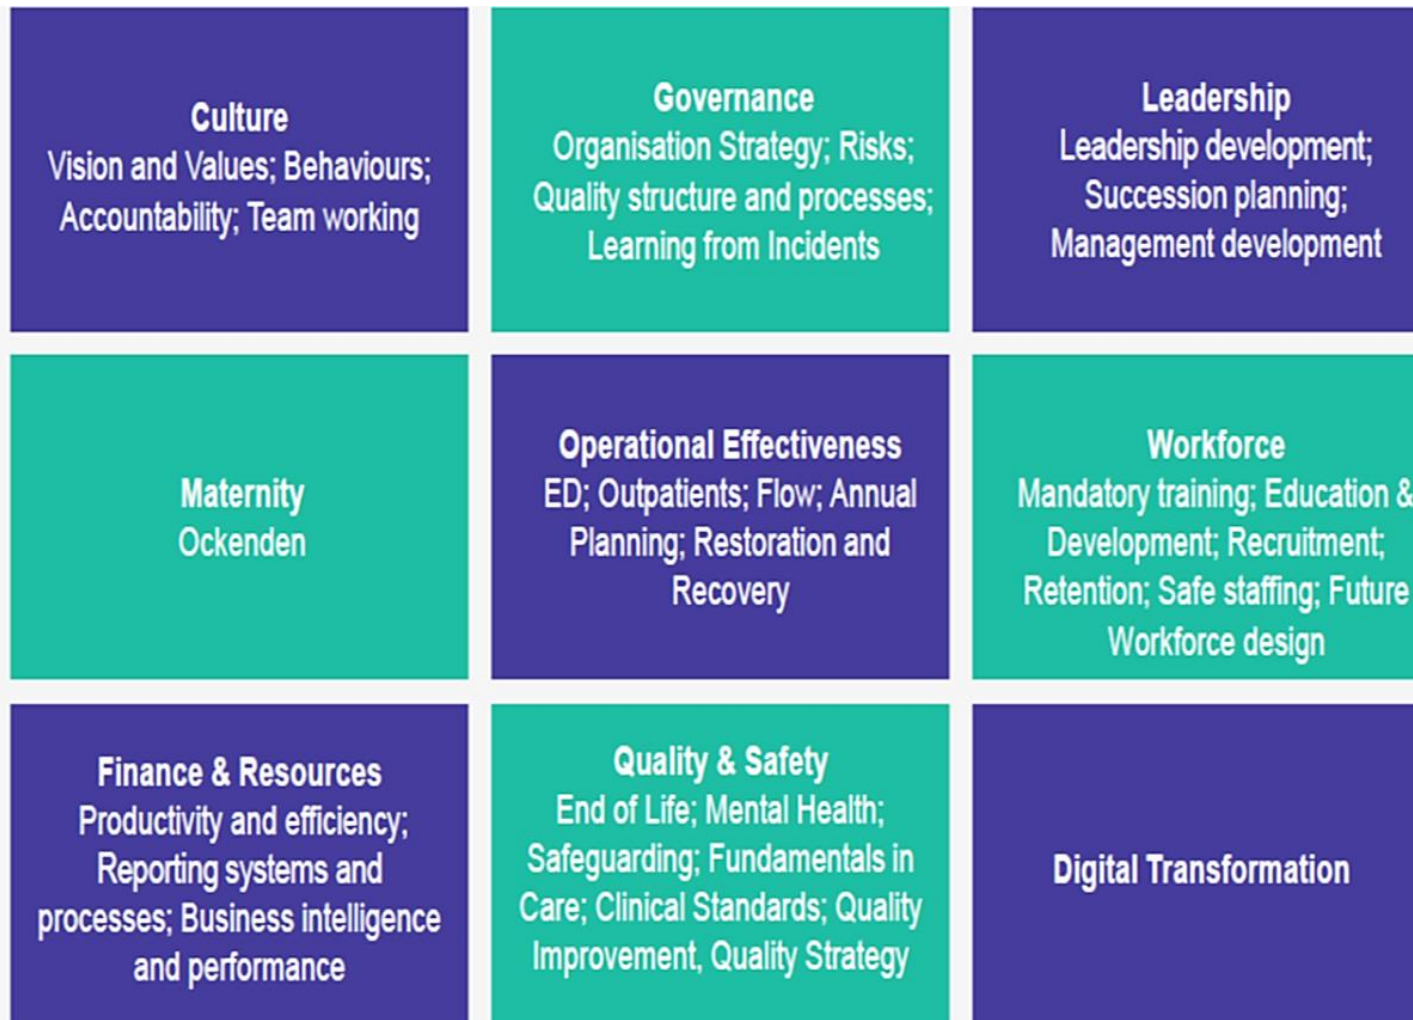 Culture
Vision and Values; Behaviours;
Accountability; Team working
Governance
Organisation Strategy; Risks;
Quality structure and processes;
Learning from Incidents
Leadership
Leadership development;
Succession planning;
Management development
Maternity
Ockenden
Operational Effectiveness
ED; Outpatients; Flow; Annual
Planning; Restoration and
Recovery
Workforce
Mandatory training; Education &
Development; Recruitment;
Retention; Safe staffing; Future
Workforce design
Finance & Resources
Productivity and efficiency;
Reporting systems and
processes; Business intelligence
and performance
Quality & Safety
End of Life; Mental Health;
Safeguarding; Fundamentals in
Care; Clinical Standards; Quality
Improvement, Quality Strategy
Digital Transformation